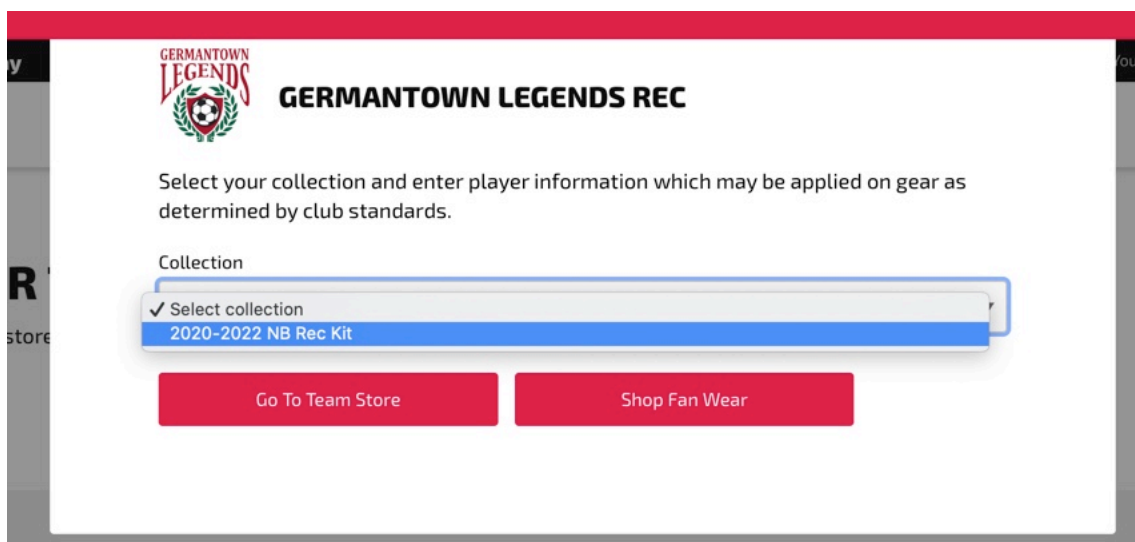 GERMANTOWN
LEGENDS
GERMANTOWN LEGENDS REC
Select your collection and enter player information which may be applied on gear as
determined by club standards.
Collection
✓ Select collection
2020-2022 NB Rec Kit
Go To Team Store
Shop Fan Wear
y
You
R
store